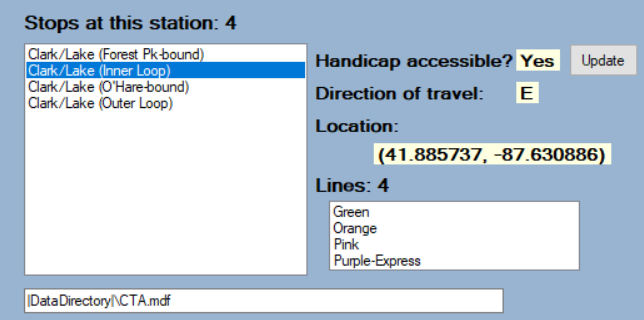 Stops at this station: 4
Clark/Lake (Forest Pk-bound)
Clark/Lake (Inner Loop)
Clark/Lake (O'Hare-bound)
Clark/Lake (Outer Loop)
Handicap accessible? Yes Update
Direction of travel: E
Location:
(41.885737, -87.630886)
Lines: 4
Green
Orange
Pink
Purple-Express
|DataDirectory|\CTA.mdf